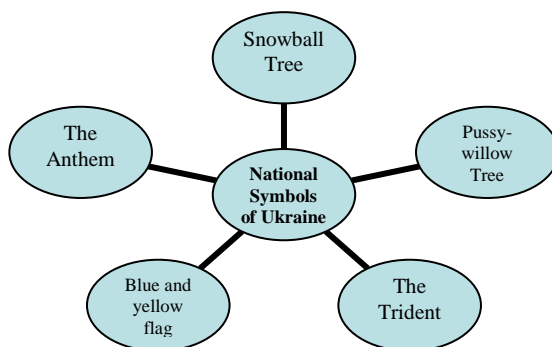 Snowball
Tree
The
Anthem
Pussy-
willow
Tree
National
Symbols
of Ukraine
Blue and
yellow
flag
The
Trident